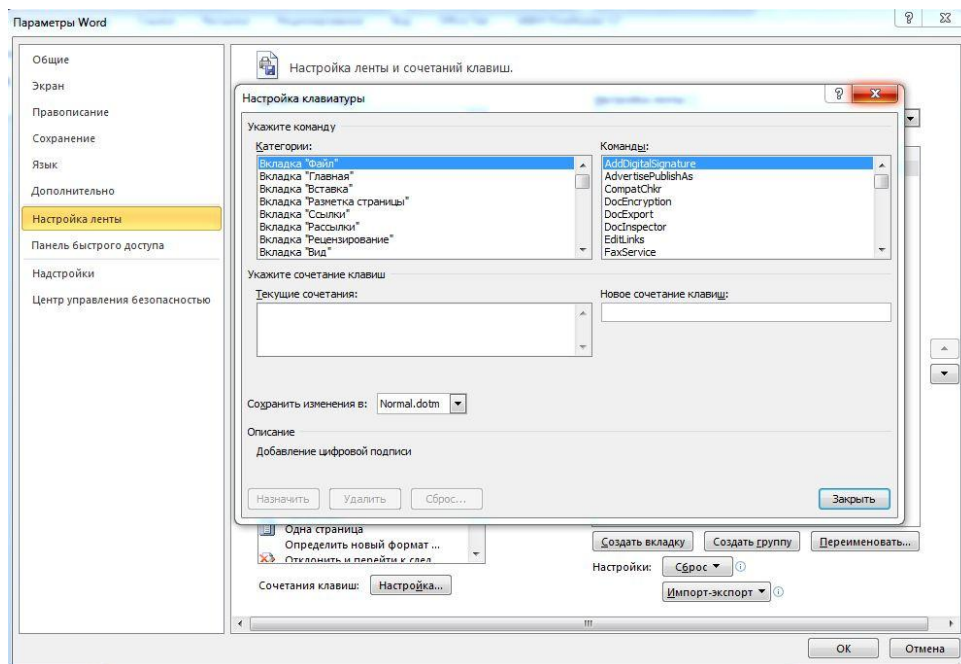 Параметры Word
Общие
Экран
Правописание
Сохранение
Язык
Дополнительно
Настройка ленты
Панель быстрого доступа
Надстройки
Центр управления безопасностью
Настройка ленты и сочетаний клавиш.
Настройка клавиатуры
Укажите команду
Категории:
Вкладка "Файл"
Вкладка "Главная"
Вкладка "Вставка"
Вкладка "Разметка страницы"
Вкладка "Ссылки"
Вкладка "Рассылки"
Вкладка "Рецензирование"
Вкладка "Вид"
Команды:
AddDigitalSignature
AdvertisePublishAs
CompatChkr
DocEncryption
DocExport
DocInspector
EditLinks
FaxService
Укажите сочетание клавиш
Текущие сочетания:
Новое сочетание клавиш:
Сохранить изменения в: Normal.dotm
Описание
Добавление цифровой подписи
Назначить Удалить Сброс... Закрыть
Одна страница
Определить новый формат ...
Отклонить и перейти к след
Сочетания клавиш: Настройка...
Создать вкладку Создать группу Переименовать...
Настройки: Сброс
Импорт-экспорт
ОК Отмена